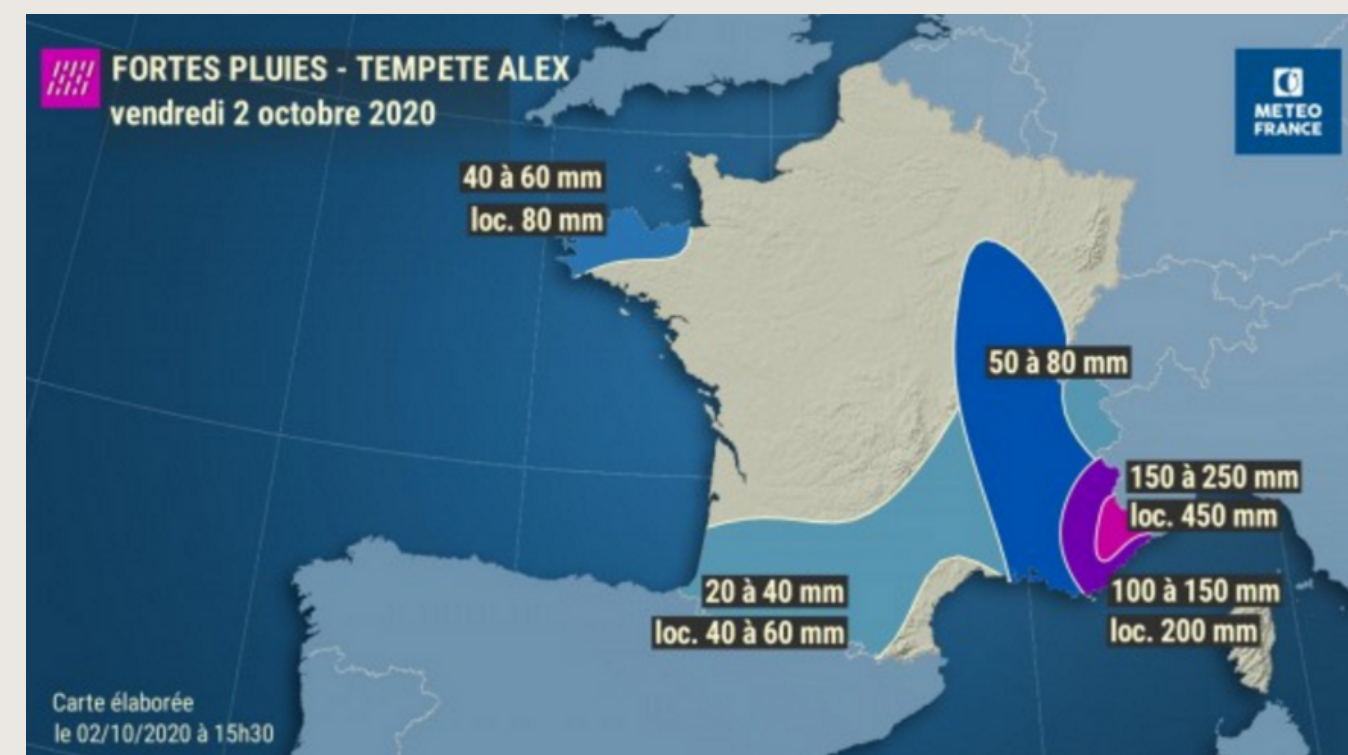 FORTES PLUIES - TEMPETE ALEX
vendredi 2 octobre 2020
METEO
FRANCE
40 à 60 mm
loc. 80 mm
50 à 80 mm
150 à 250 mm
loc. 450 mm
20 à 40 mm
loc. 40 à 60 mm
100 à 150 mm
loc. 200 mm
Carte élaborée
le 02/10/2020 à 15h30